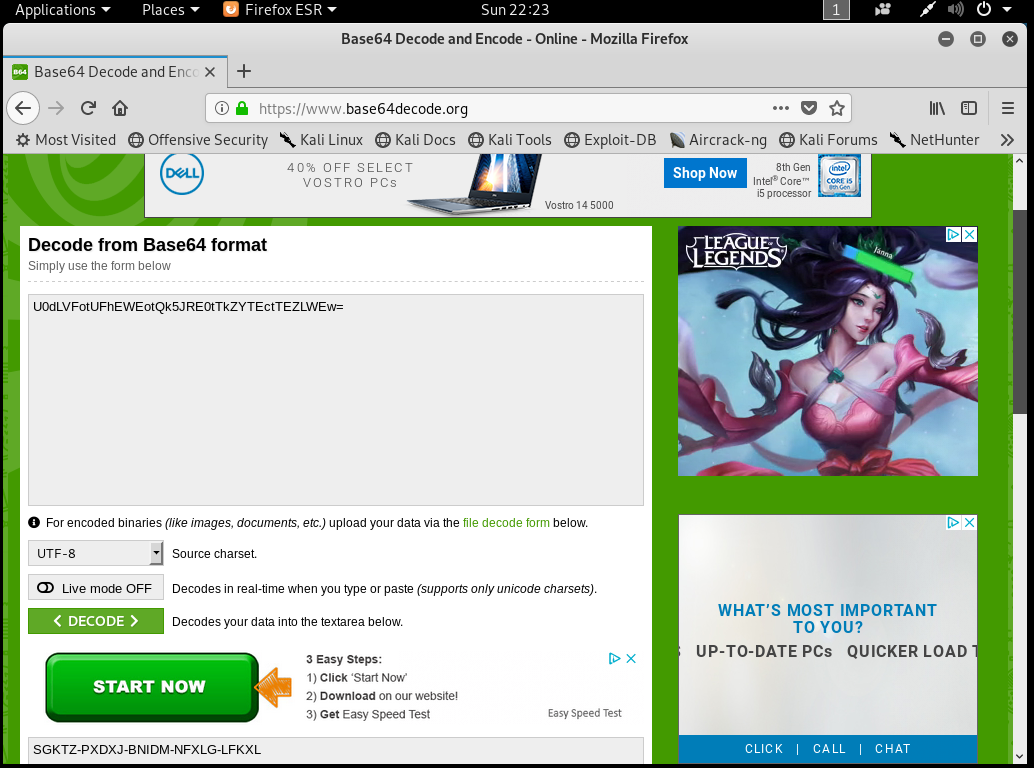 Applications Places Firefox ESR Sun 22:23 1
Base64 Decode and Encode - Online - Mozilla Firefox
B64 Base64 Decode and Enco
https://www.base64decode.org
Most Visited Offensive Security Kali Linux Kali Docs Kali Tools Exploit-DB Aircrack-ng Kali Forums NetHunter
DELL
40% OFF SELECT
VOSTRO PCs
Vostro 14 5000
Shop Now
8th Gen
Intel® Core™
i5 processor
intel
CORE i5
8th Gen
Decode from Base64 format
Simply use the form below
U0dLVFotUFhEWEotQk5JRE0tTkZYTEctTEZLWEw=
For encoded binaries (like images, documents, etc.) upload your data via the file decode form below.
UTF-8 Source charset.
Live mode OFF Decodes in real-time when you type or paste (supports only unicode charsets).
< DECODE > Decodes your data into the textarea below.
START NOW
3 Easy Steps:
1) Click ‘Start Now’
2) Download on our website!
3) Get Easy Speed Test
Easy Speed Test
SGKTZ-PXDXJ-BNIDM-NFXLG-LFKXL
LEAGUE OF
LEGENDS
Janna
WHAT’S MOST IMPORTANT
TO YOU?
S UP-TO-DATE PCs QUICKER LOAD T
CLICK | CALL | CHAT